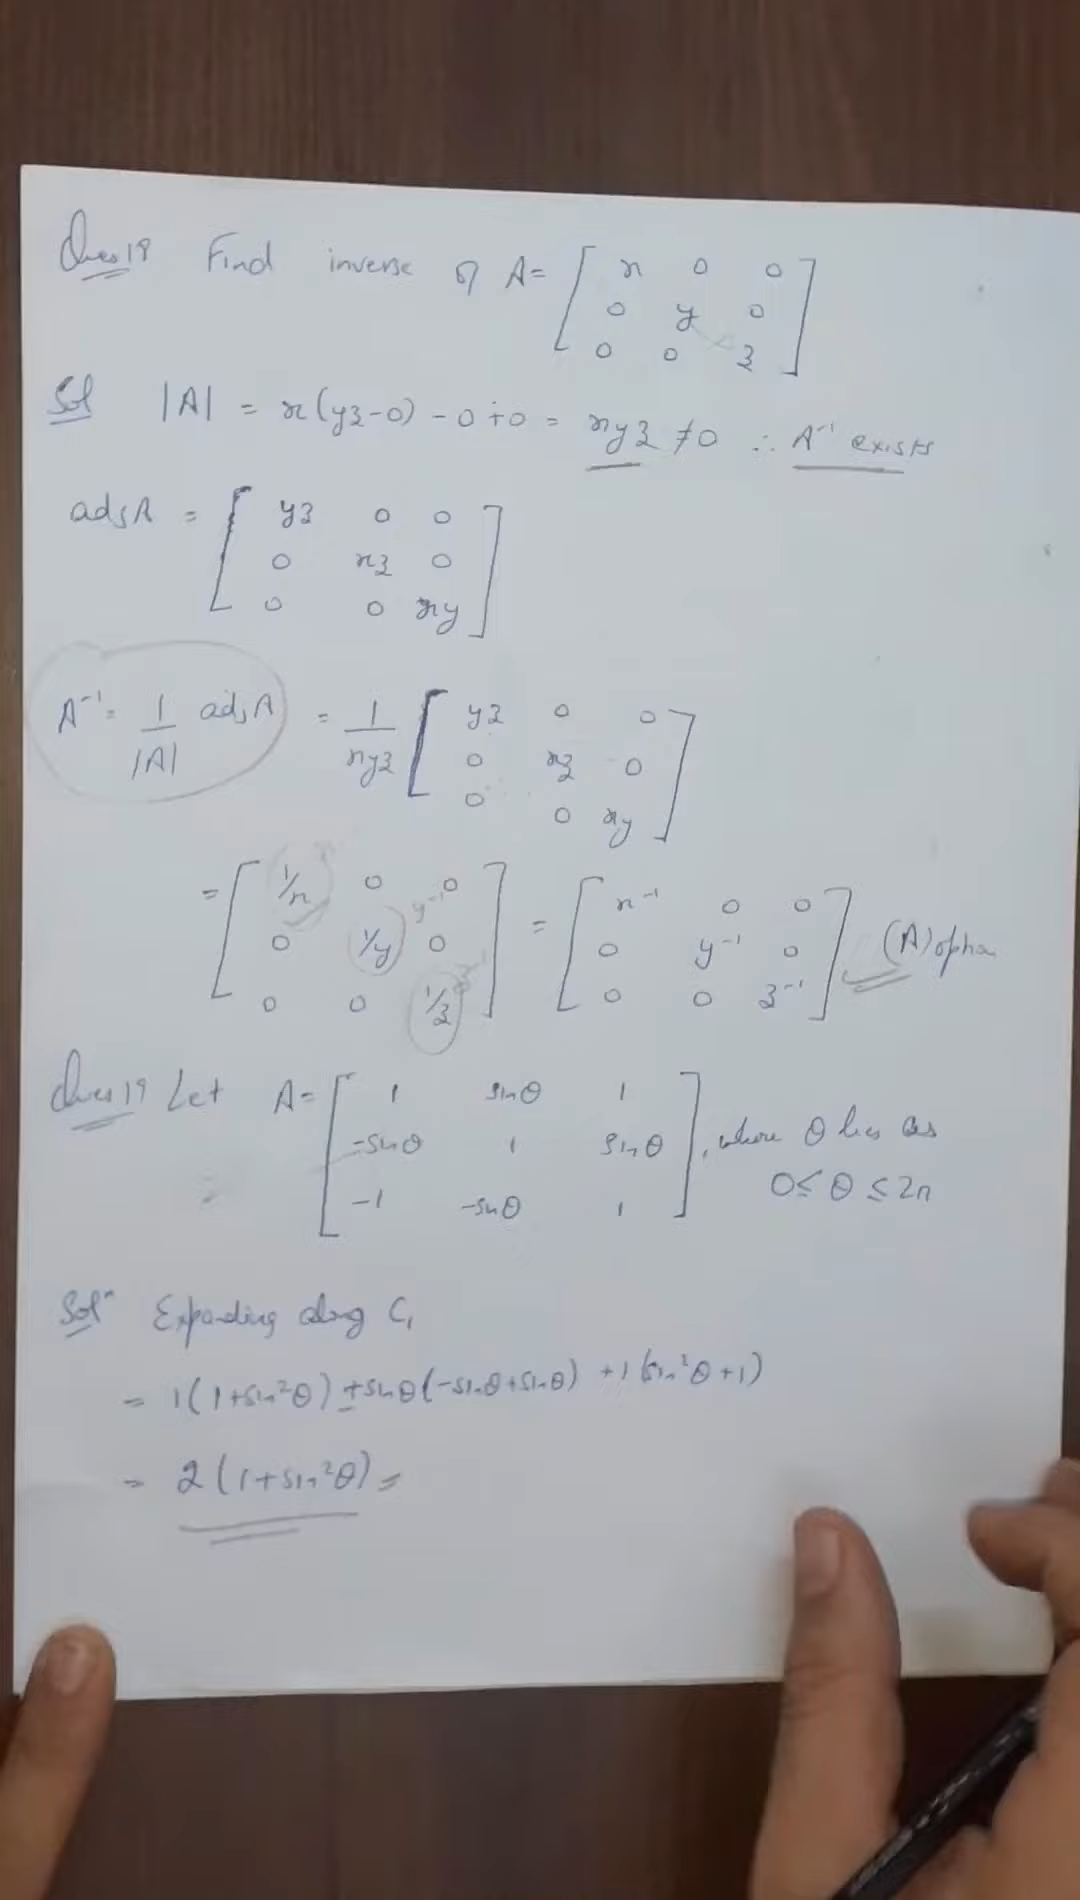 Ques 18 Find inverse of A = [ x 0 0
0 y 0
0 0 z ]
Sol |A| = x(yz-0) - 0 + 0 = xyz ≠ 0 ∴ A⁻¹ exists
adjA = [ yz 0 0
0 xz 0
0 0 xy ]
A⁻¹ = 1/|A| adjA = 1/xyz [ yz 0 0
0 xz 0
0 0 xy ]
= [ 1/x 0 0
0 1/y 0
0 0 1/z ] = [ x⁻¹ 0 0
0 y⁻¹ 0
0 0 z⁻¹ ] (A) option
y⁻¹
Ques 19 Let A = [ 1 sinθ 1
-sinθ 1 sinθ
-1 -sinθ 1 ], where θ lies as
0 ≤ θ ≤ 2π
Solⁿ Expanding along C₁
= 1(1+sin²θ) + sinθ(-sinθ+sinθ) + 1(sin²θ+1)
= 2(1+sin²θ) =